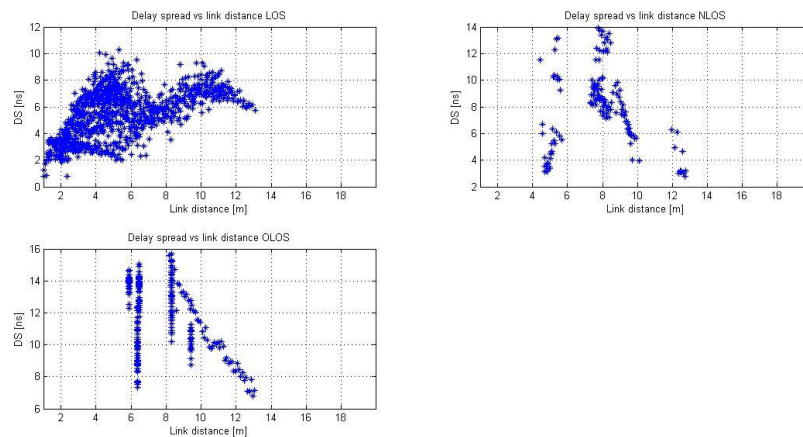 Delay spread vs link distance LOS
12
10
8
6
4
2
0
DS [ns]
2 4 6 8 10 12 14 16 18
Link distance [m]
Delay spread vs link distance NLOS
14
12
10
8
6
4
2
DS [ns]
2 4 6 8 10 12 14 16 18
Link distance [m]
Delay spread vs link distance OLOS
16
14
12
10
8
6
DS [ns]
2 4 6 8 10 12 14 16 18
Link distance [m]